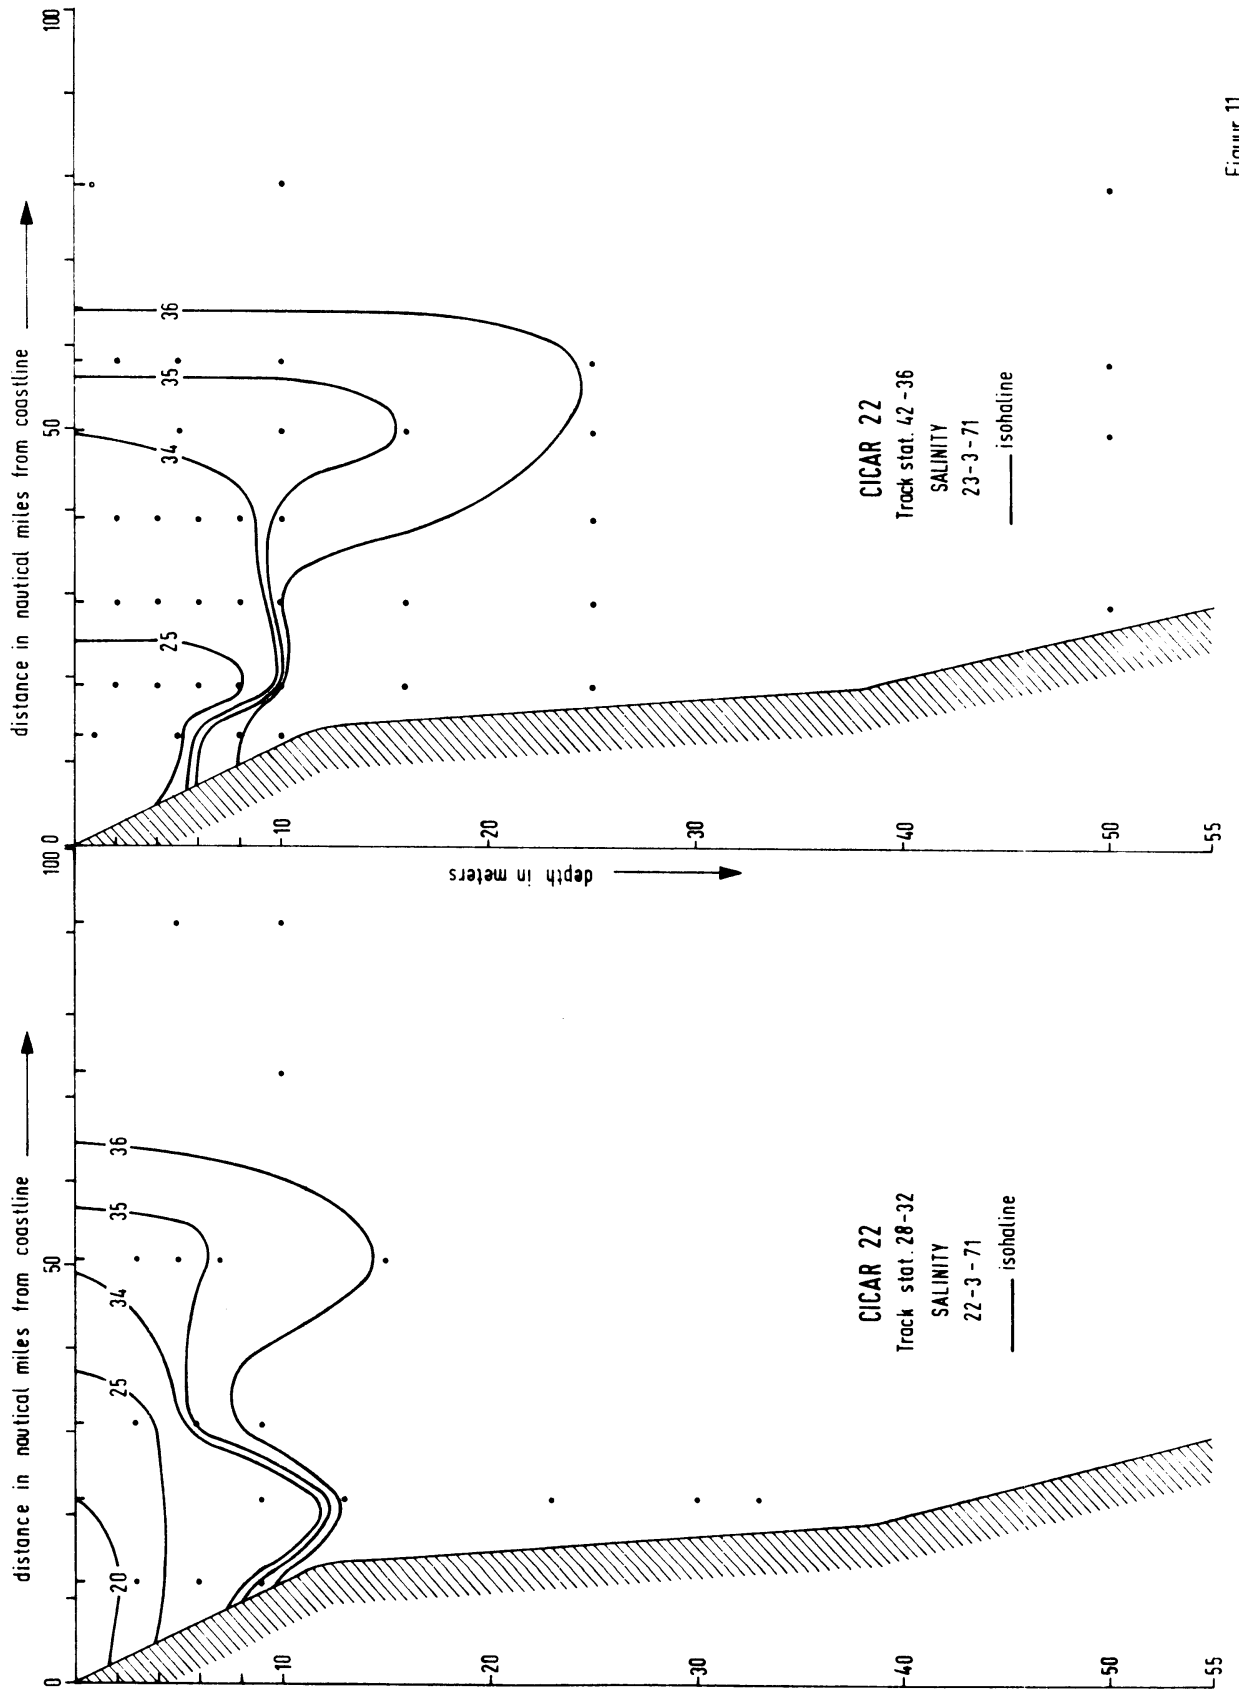 distance in nautical miles from coastline
0
50
100
10
20
30
40
50
55
20
25
34
35
36
CICAR 22
Track stat. 28-32
SALINITY
22-3-71
isohaline
distance in nautical miles from coastline
0
50
100
depth in meters
10
20
30
40
50
55
25
34
35
36
CICAR 22
Track stat. 42-36
SALINITY
23-3-71
isohaline
Figuur 11